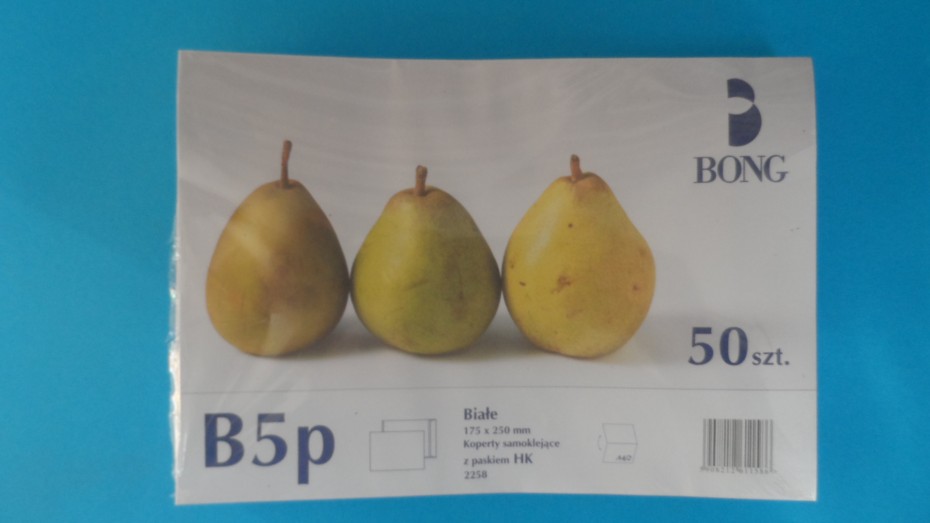 BONG
50 szt.
B5p
Białe
175 x 250 mm
Koperty samoklejące
z paskiem HK
2258